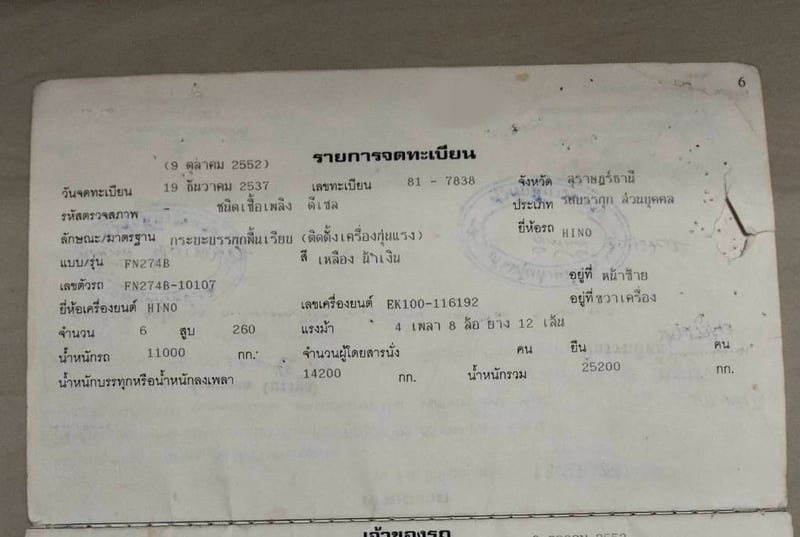 6
(9 ตุลาคม 2552) รายการจดทะเบียน
วันจดทะเบียน 19 ธันวาคม 2537 เลขทะเบียน 81 - 7838 จังหวัด สุราษฎร์ธานี
รหัสตรวจสภาพ - ชนิดเชื้อเพลิง ดีเซล ประเภท รถบรรทุก ส่วนบุคคล
ลักษณะ/มาตรฐาน กระบะบรรทุกพื้นเรียบ (ติดตั้งเครื่องทุ่นแรง) ยี่ห้อรถ HINO
แบบ/รุ่น FN274B สี เหลือง น้ำเงิน
เลขตัวรถ FN274B-10107 อยู่ที่ หน้าซ้าย
ยี่ห้อเครื่องยนต์ HINO เลขเครื่องยนต์ EK100-116192 อยู่ที่ ขวาเครื่อง
จำนวน 6 สูบ 260 แรงม้า 4 เพลา 8 ล้อ ยาง 12 เส้น
น้ำหนักรถ 11000 กก. จำนวนผู้โดยสารนั่ง คน ยืน คน
น้ำหนักบรรทุกหรือน้ำหนักลงเพลา 14200 กก. น้ำหนักรวม 25200 กก.
เจ้าของรถ